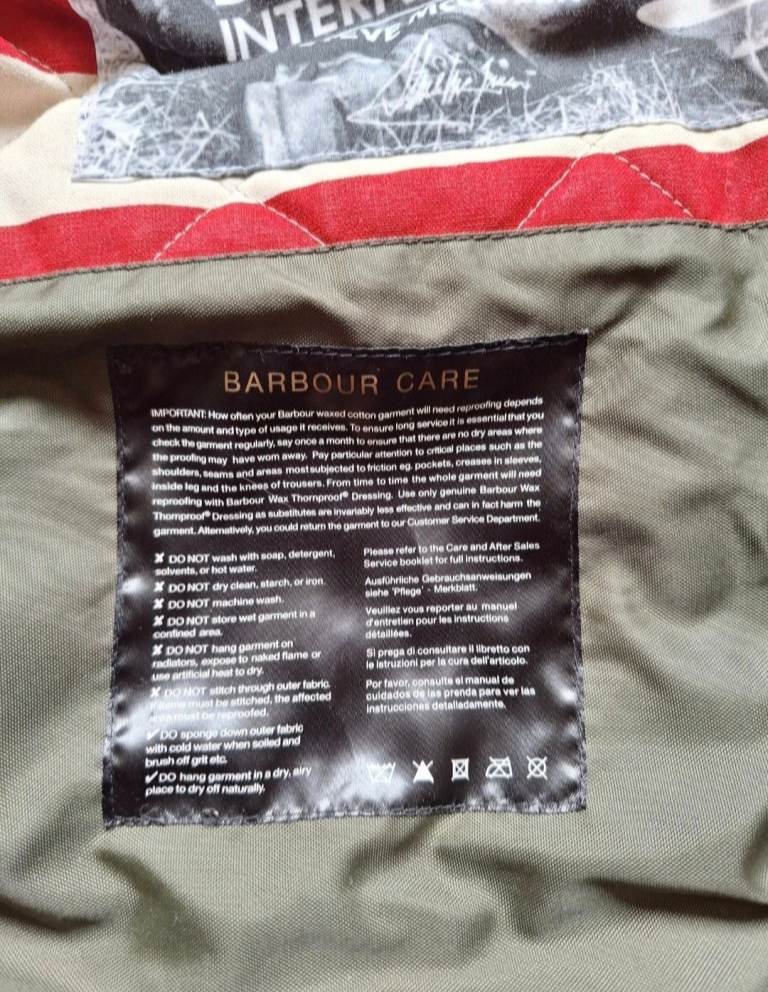 INTERN
VE MC
BARBOUR CARE
IMPORTANT: How often your Barbour waxed cotton garment will need reproofing depends
on the amount and type of usage it receives. To ensure long service it is essential that you
check the garment regularly, say once a month to ensure that there are no dry areas where
the proofing may have worn away. Pay particular attention to critical places such as the
shoulders, seams and areas most subjected to friction eg. pockets, creases in sleeves,
inside leg and the knees of trousers. From time to time the whole garment will need
reproofing with Barbour Wax Thornproof® Dressing. Use only genuine Barbour Wax
Thornproof® Dressing as substitutes are invariably less effective and can in fact harm the
garment. Alternatively, you could return the garment to our Customer Service Department.
✘ DO NOT wash with soap, detergent,
solvents, or hot water.
✘ DO NOT dry clean, starch, or iron.
✘ DO NOT machine wash.
✘ DO NOT store wet garment in a
confined area.
✘ DO NOT hang garment on
radiators, expose to naked flame or
use artificial heat to dry.
✘ DO NOT stitch through outer fabric.
If items must be stitched, the affected
area must be reproofed.
✓ DO sponge down outer fabric
with cold water when soiled and
brush off grit etc.
✓ DO hang garment in a dry, airy
place to dry off naturally.
Please refer to the Care and After Sales
Service booklet for full instructions.
Ausführliche Gebrauchsanweisungen
siehe 'Pflege' - Merkblatt.
Veuillez vous reporter au manuel
d'entretien pour les instructions
détaillées.
Si prega di consultare il libretto con
le istruzioni per la cura dell'articolo.
Por favor, consulte el manual de
cuidados de las prenda para ver las
instrucciones detalladamente.